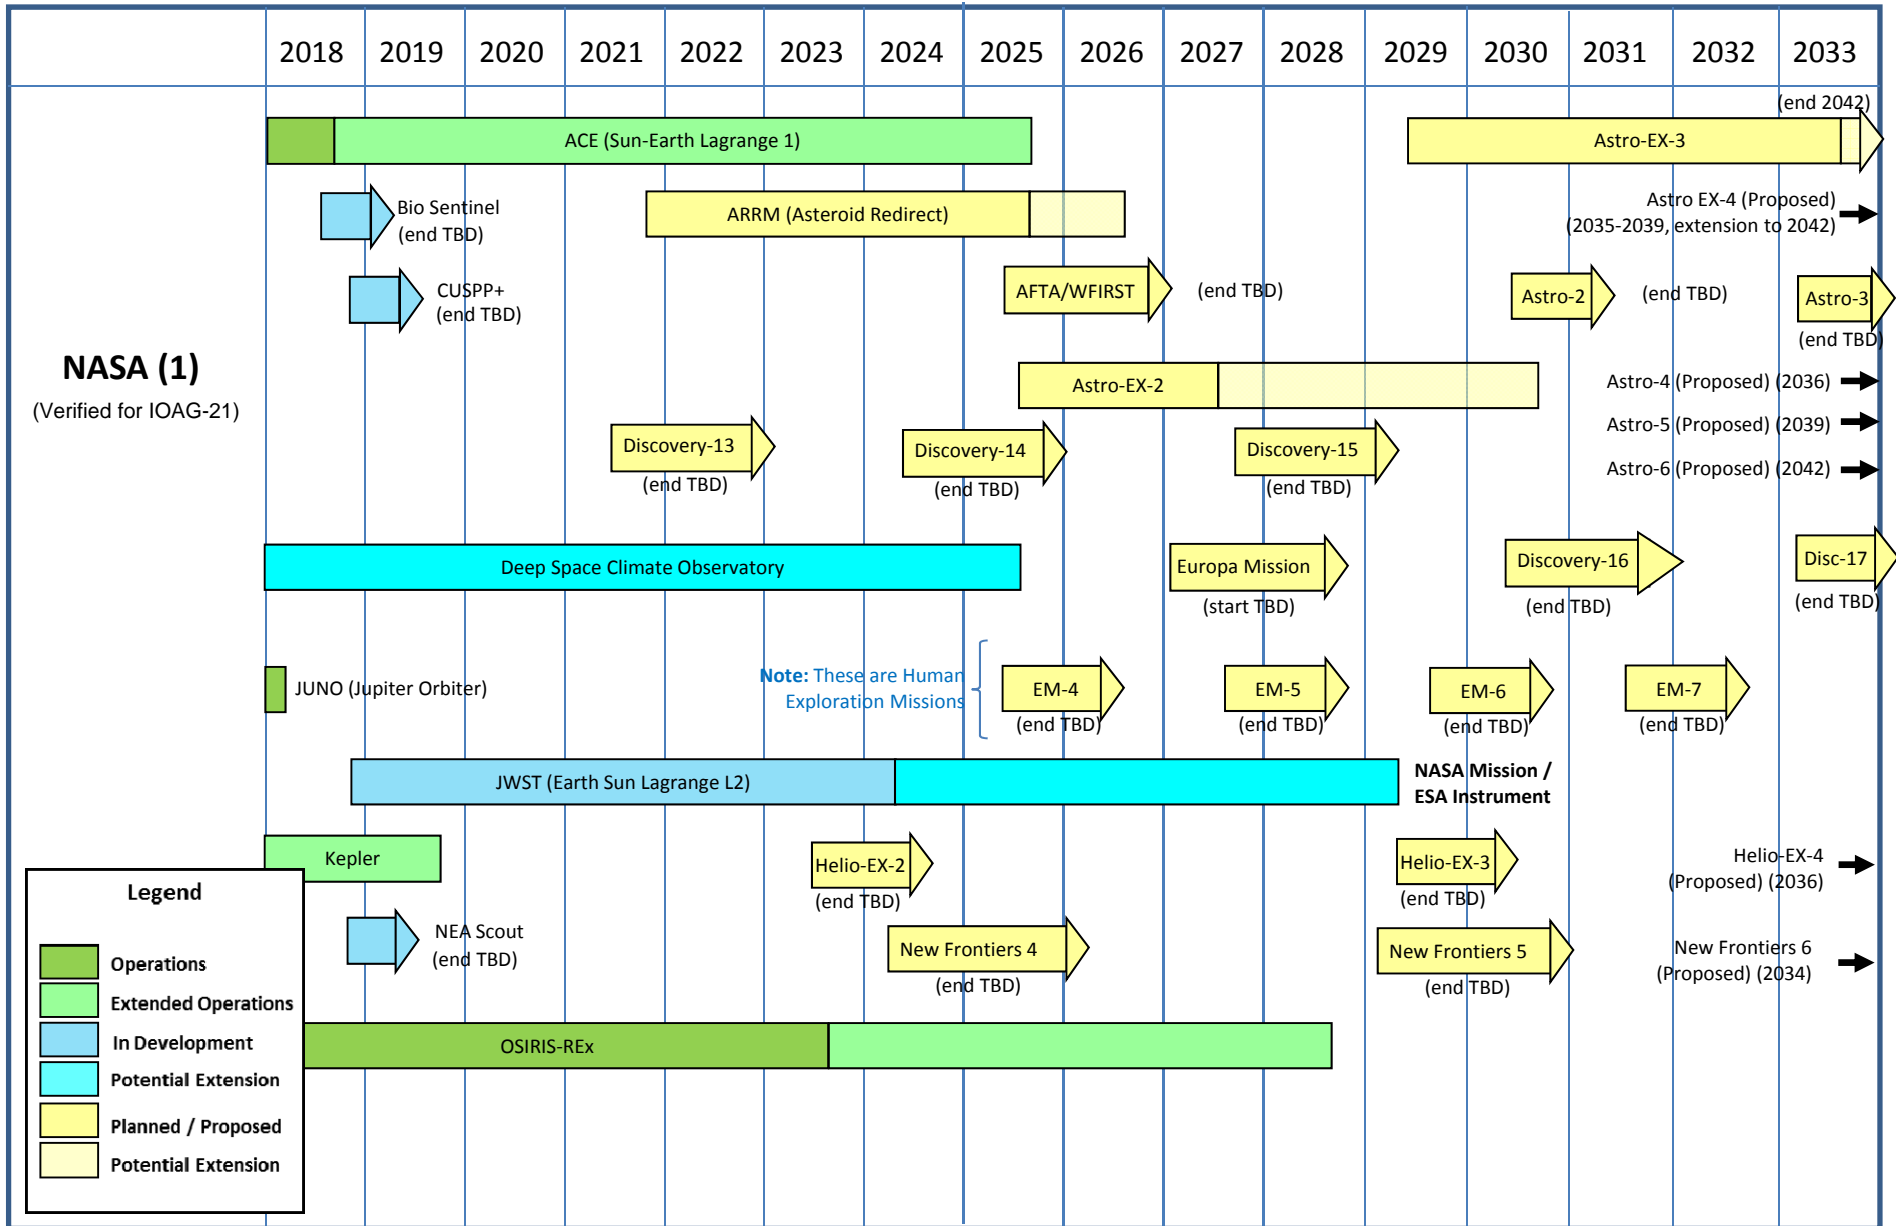 2018 2019 2020 2021 2022 2023 2024 2025 2026 2027 2028 2029 2030 2031 2032 2033
(end 2042)
ACE (Sun-Earth Lagrange 1)
Astro-EX-3
Bio Sentinel
(end TBD)
ARRM (Asteroid Redirect)
Astro EX-4 (Proposed)
(2035-2039, extension to 2042)
CUSPP+
(end TBD)
AFTA/WFIRST
(end TBD)
Astro-2
(end TBD)
Astro-3
(end TBD)
NASA (1)
(Verified for IOAG-21)
Astro-EX-2
Astro-4 (Proposed) (2036)
Astro-5 (Proposed) (2039)
Astro-6 (Proposed) (2042)
Discovery-13
(end TBD)
Discovery-14
(end TBD)
Discovery-15
(end TBD)
Deep Space Climate Observatory
Europa Mission
(start TBD)
Discovery-16
(end TBD)
Disc-17
(end TBD)
JUNO (Jupiter Orbiter)
Note: These are Human
Exploration Missions
EM-4
(end TBD)
EM-5
(end TBD)
EM-6
(end TBD)
EM-7
(end TBD)
JWST (Earth Sun Lagrange L2)
NASA Mission /
ESA Instrument
Kepler
Helio-EX-2
(end TBD)
Helio-EX-3
(end TBD)
Helio-EX-4
(Proposed) (2036)
NEA Scout
(end TBD)
New Frontiers 4
(end TBD)
New Frontiers 5
(end TBD)
New Frontiers 6
(Proposed) (2034)
OSIRIS-REx
Legend
Operations
Extended Operations
In Development
Potential Extension
Planned / Proposed
Potential Extension